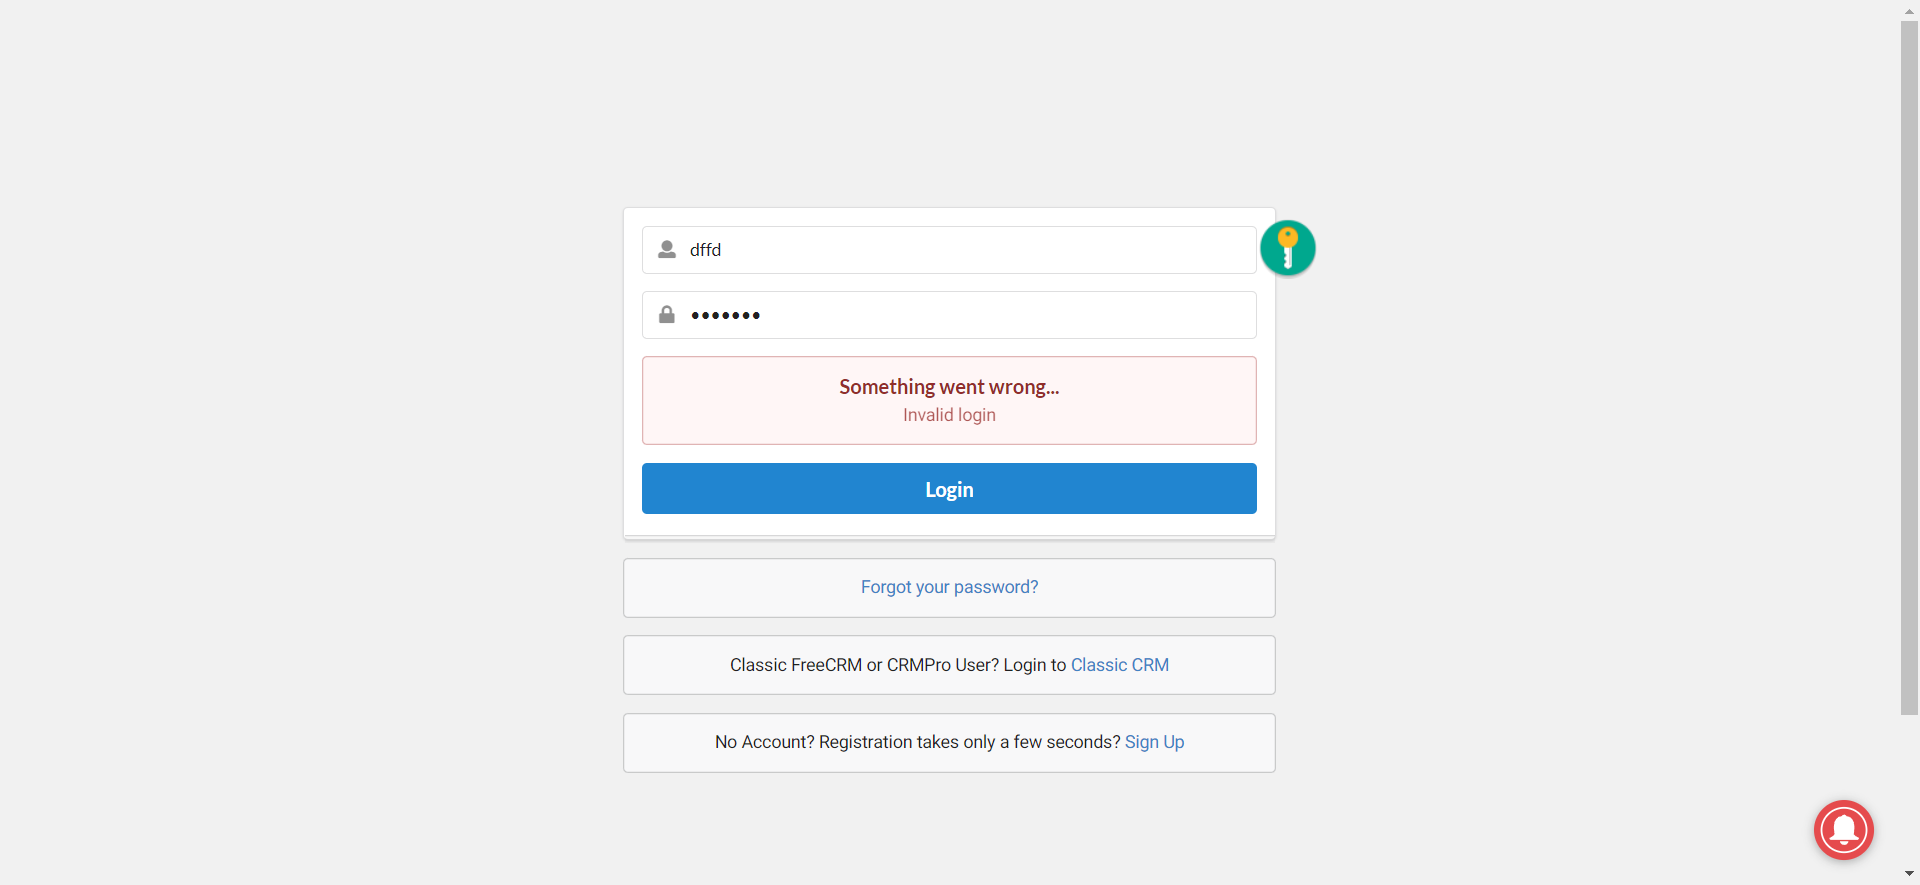 dffd
•••••••
Something went wrong...
Invalid login
Login
Forgot your password?
Classic FreeCRM or CRMPro User? Login to Classic CRM
No Account? Registration takes only a few seconds? Sign Up